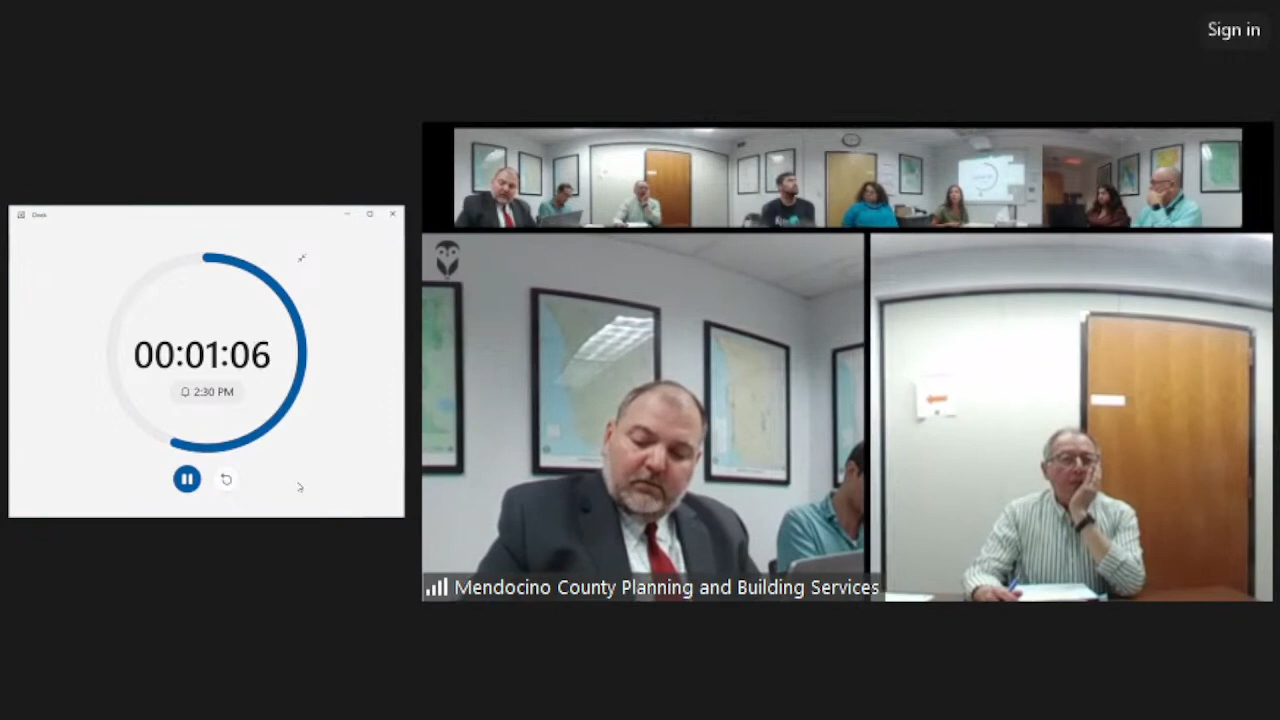 Sign in
Clock
00:01:06
2:30 PM
Mendocino County Planning and Building Services